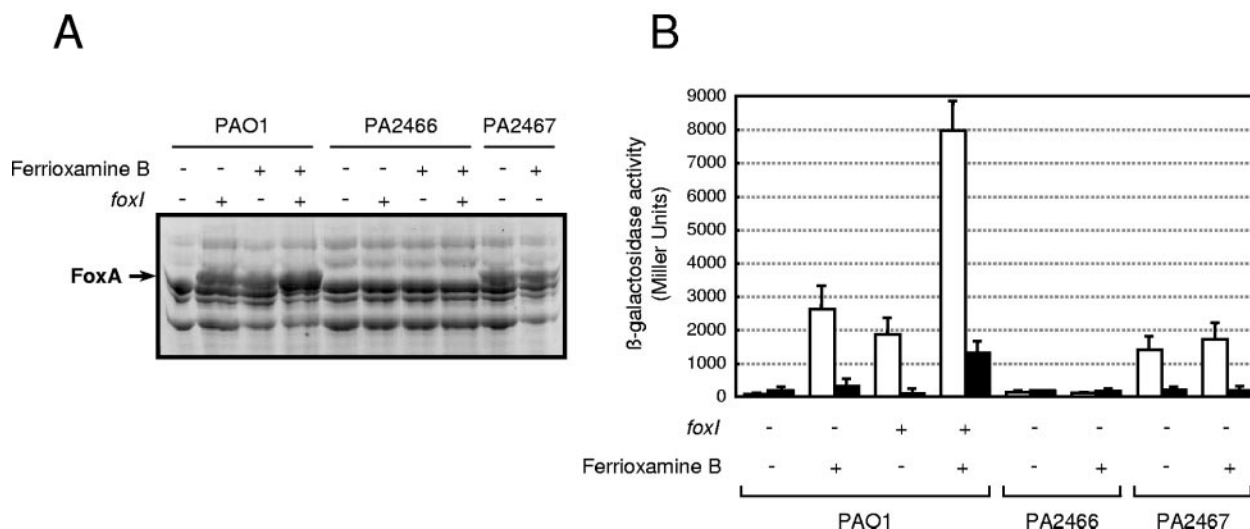 A
PAO1 PA2466 PA2467
Ferrioxamine B - - + + - - + + - +
foxI - + - + - + - + - -
FoxA
B
ß-galactosidase activity
(Miller Units)
9000
8000
7000
6000
5000
4000
3000
2000
1000
0
foxI - - + + - - - -
Ferrioxamine B - + - + - + - +
PAO1 PA2466 PA2467